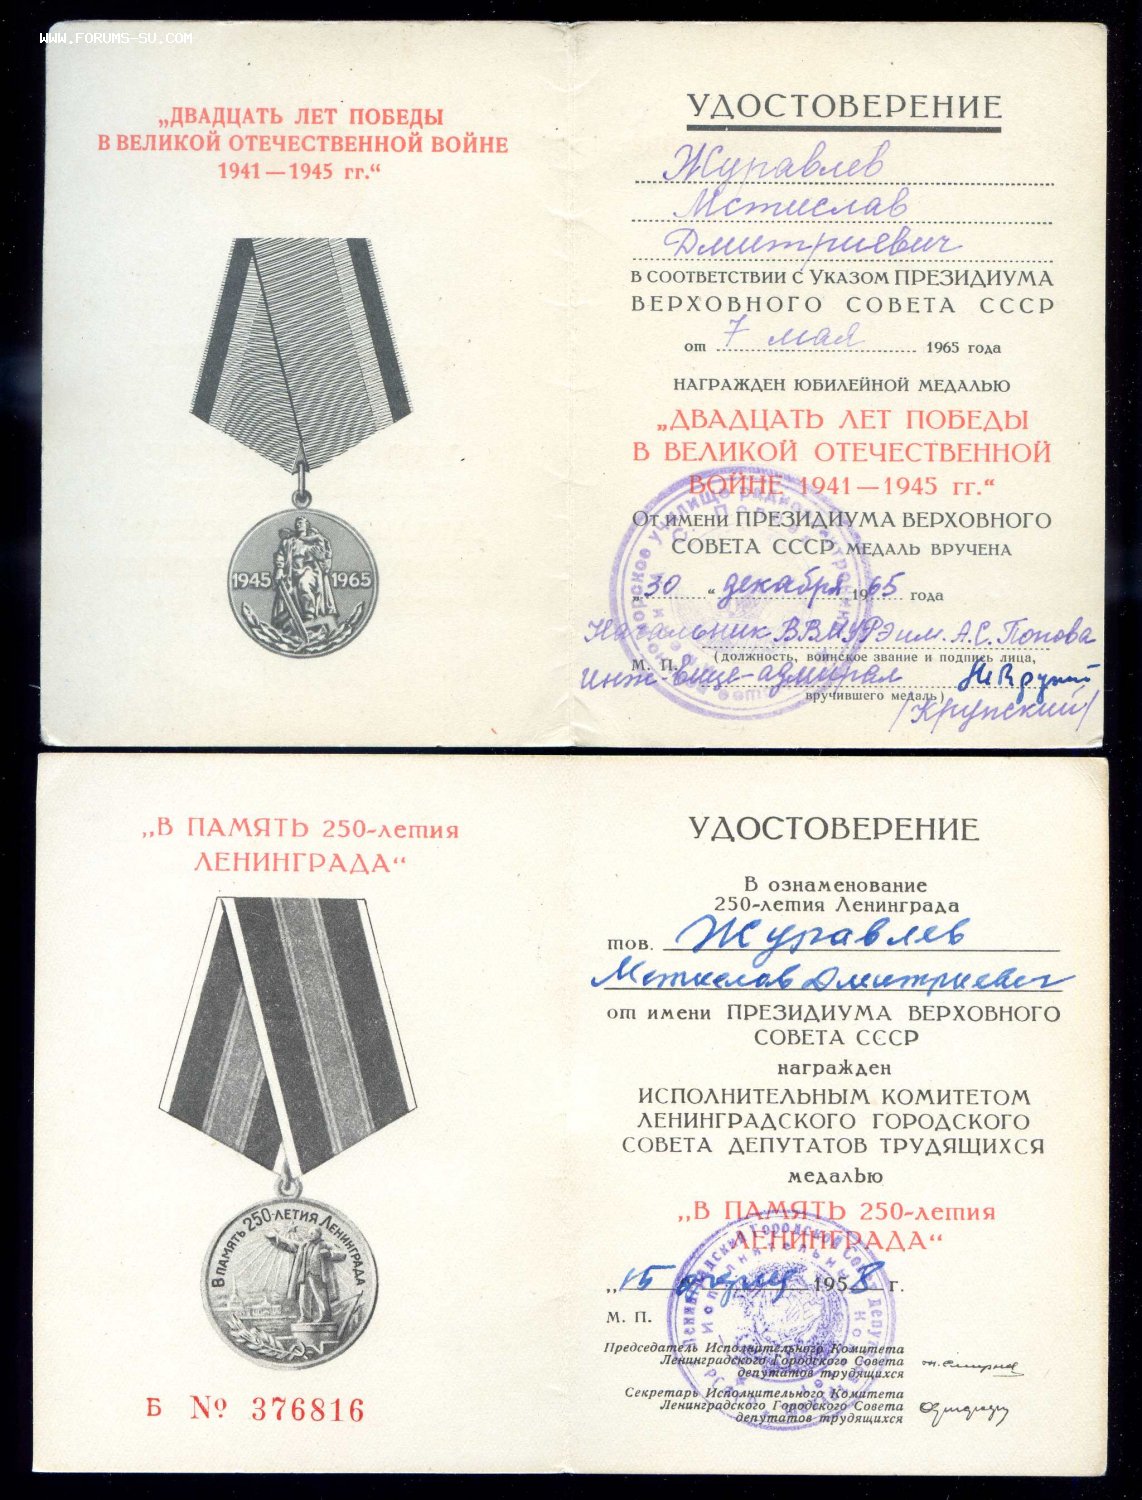 WWW.FORUMS-SU.COM
„ДВАДЦАТЬ ЛЕТ ПОБЕДЫ
В ВЕЛИКОЙ ОТЕЧЕСТВЕННОЙ ВОЙНЕ
1941—1945 гг.“
1945 1965
УДОСТОВЕРЕНИЕ
Журавлев
Мстислав
Дмитриевич
В СООТВЕТСТВИИ С УКАЗОМ ПРЕЗИДИУМА
ВЕРХОВНОГО СОВЕТА СССР
от 7 мая 1965 года
НАГРАЖДЕН ЮБИЛЕЙНОЙ МЕДАЛЬЮ
„ДВАДЦАТЬ ЛЕТ ПОБЕДЫ
В ВЕЛИКОЙ ОТЕЧЕСТВЕННОЙ
ВОЙНЕ 1941—1945 гг.“
ОТ ИМЕНИ ПРЕЗИДИУМА ВЕРХОВНОГО
СОВЕТА СССР МЕДАЛЬ ВРУЧЕНА
„30“ декабря 1965 года
Начальник ВВМУРЭ им. А.С. Попова
(должность, воинское звание и подпись лица,
М. П.
Инж-вице-адмирал
вручившего медаль)
/Крупский/
„В ПАМЯТЬ 250-летия
ЛЕНИНГРАДА“
В ПАМЯТЬ 250-ЛЕТИЯ ЛЕНИНГРАДА
Б № 376816
УДОСТОВЕРЕНИЕ
В ознаменование
250-летия Ленинграда
тов. Журавлев
Мстислав Дмитриевич
от имени ПРЕЗИДИУМА ВЕРХОВНОГО
СОВЕТА СССР
награжден
ИСПОЛНИТЕЛЬНЫМ КОМИТЕТОМ
ЛЕНИНГРАДСКОГО ГОРОДСКОГО
СОВЕТА ДЕПУТАТОВ ТРУДЯЩИХСЯ
медалью
„В ПАМЯТЬ 250-летия
ЛЕНИНГРАДА“
„15 1958 г.
М. П.
Председатель Исполнительного Комитета
Ленинградского Городского Совета
депутатов трудящихся
Секретарь Исполнительного Комитета
Ленинградского Городского Совета
депутатов трудящихся